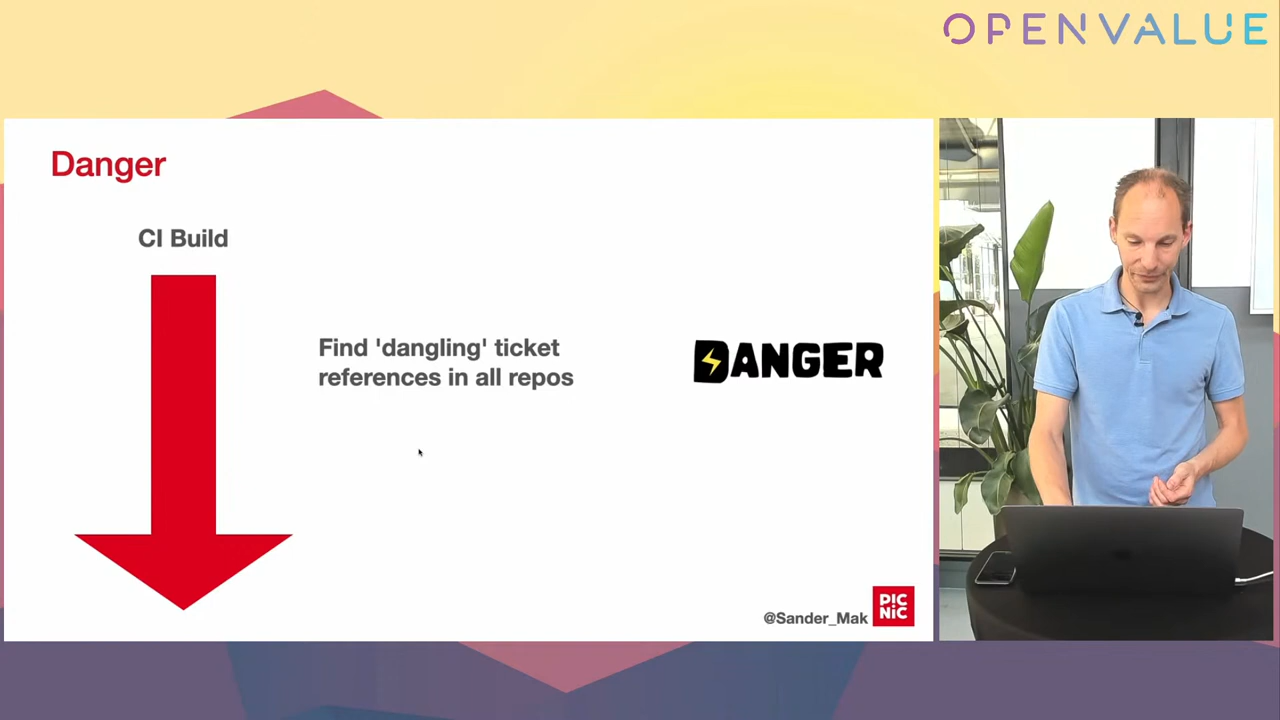 OPENVALUE
Danger
CI Build
Find 'dangling' ticket
references in all repos
DANGER
@Sander_Mak
PIC
NiC